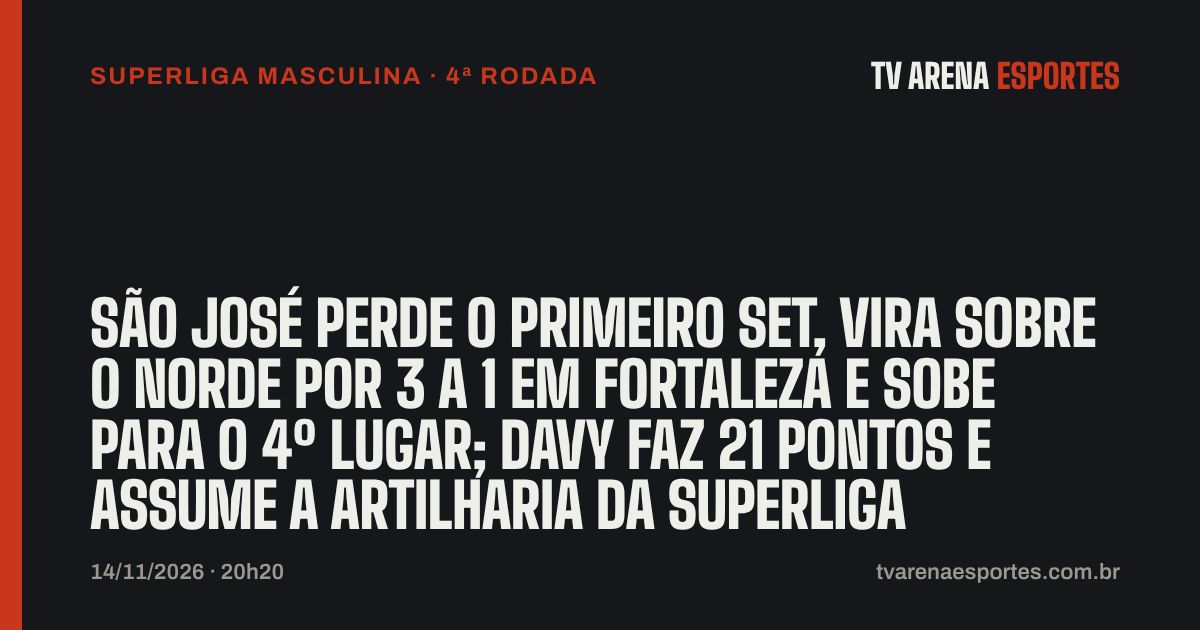 SUPERLIGA MASCULINA · 4ª RODADA
TV ARENA ESPORTES
SÃO JOSÉ PERDE O PRIMEIRO SET, VIRA SOBRE
O NORDE POR 3 A 1 EM FORTALEZA E SOBE
PARA O 4º LUGAR; DAVY FAZ 21 PONTOS E
ASSUME A ARTILHARIA DA SUPERLIGA
14/11/2026 · 20h20
tvarenaesportes.com.br